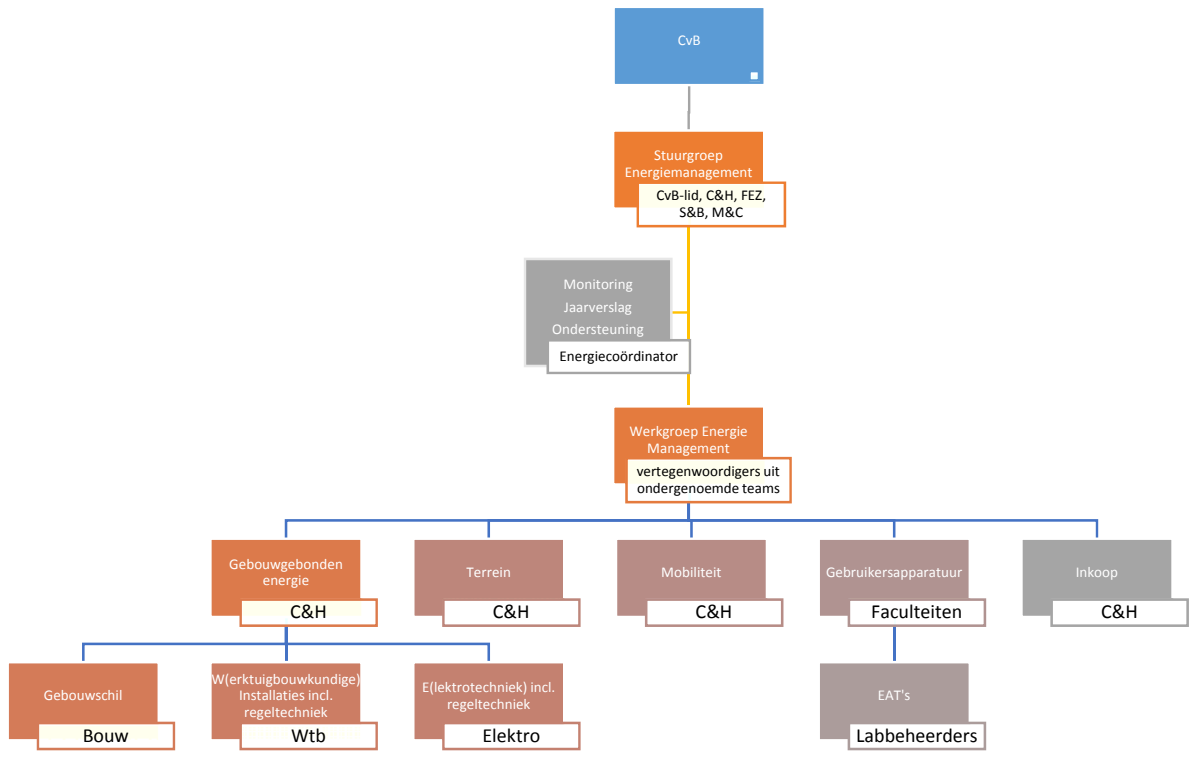 CvB
Stuurgroep
Energiemanagement
CvB-lid, C&H, FEZ,
S&B, M&C
Monitoring
Jaarverslag
Ondersteuning
Energiecoördinator
Werkgroep Energie
Management
vertegenwoordigers uit
ondergenoemde teams
Gebouwgebonden
energie
C&H
Terrein
C&H
Mobiliteit
C&H
Gebruikersapparatuur
Faculteiten
Inkoop
C&H
Gebouwschil
Bouw
W(erktuigbouwkundige)
Installaties incl.
regeltechniek
Wtb
E(lektrotechniek) incl.
regeltechniek
Elektro
EAT's
Labbeheerders